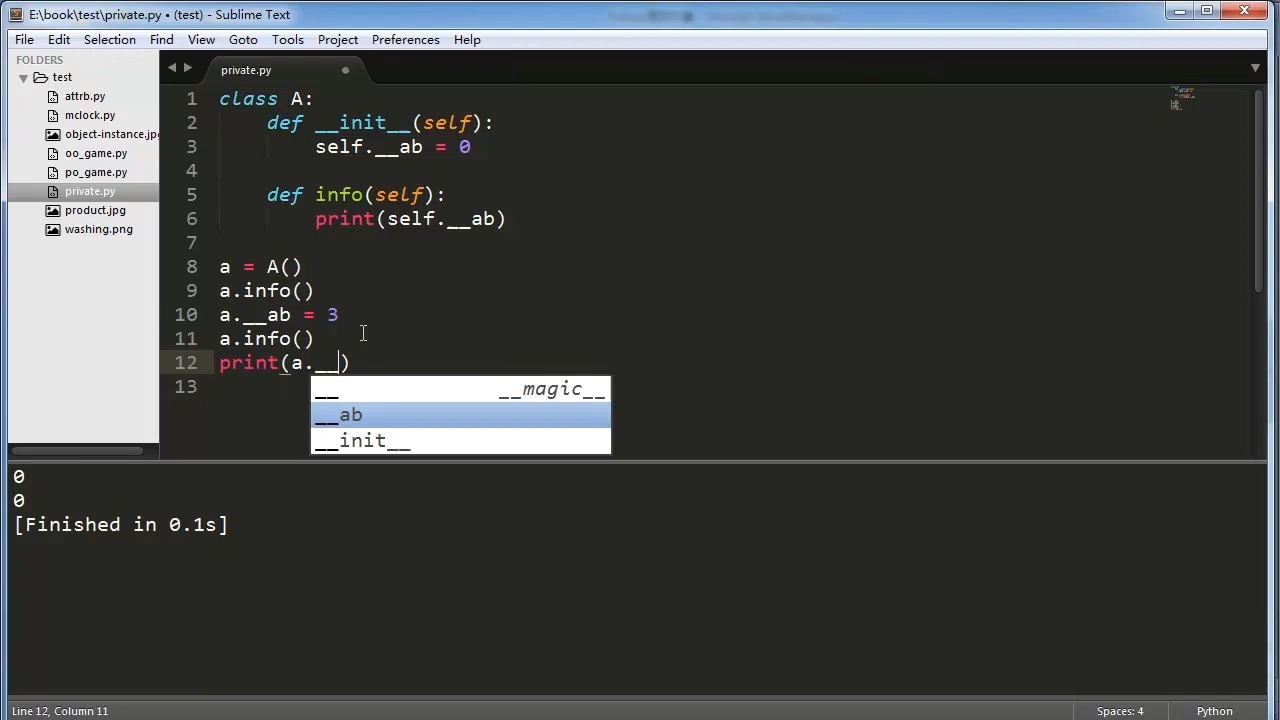 E:\book\test\private.py • (test) - Sublime Text
File Edit Selection Find View Goto Tools Project Preferences Help
FOLDERS
test
attrb.py
mclock.py
object-instance.jpg
oo_game.py
po_game.py
private.py
product.jpg
washing.png
private.py
1 class A:
2 def __init__(self):
3 self.__ab = 0
4
5 def info(self):
6 print(self.__ab)
7
8 a = A()
9 a.info()
10 a.__ab = 3
11 a.info()
12 print(a.__)
13
__ __magic__
__ab
__init__
0
0
[Finished in 0.1s]
Line 12, Column 11 Spaces: 4 Python